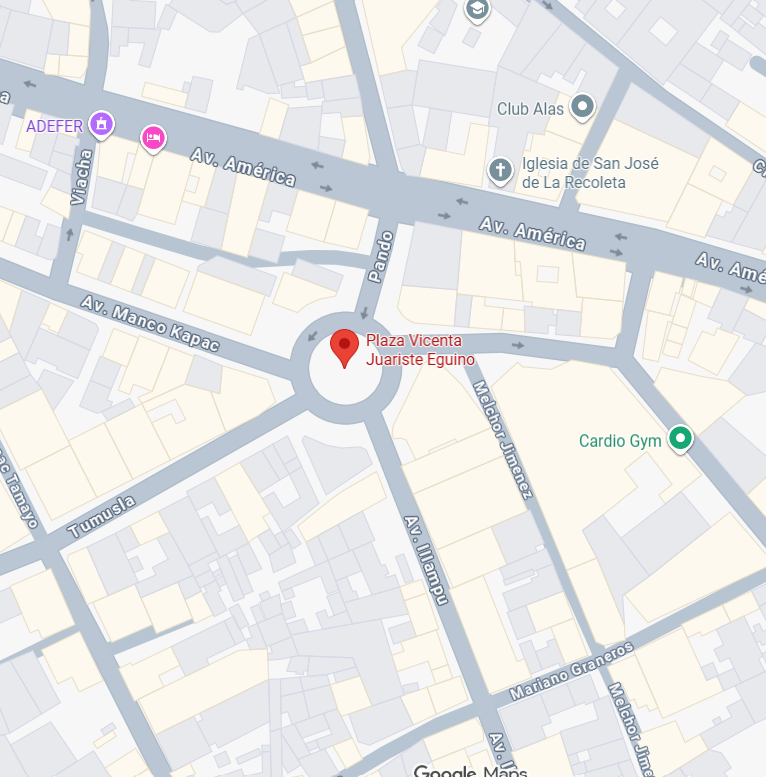 Club Alas
ADEFER
Av. América
Viacha
Iglesia de San José
de La Recoleta
Av. América
Pando
Av. Amé
Av. Manco Kapac
Plaza Vicenta
Juariste Eguino
Melchor Jimenez
Cardio Gym
ac Tamayo
Tumusla
Av. Illampu
Mariano Graneros
Melchor Jime
Av. Il
Google Maps